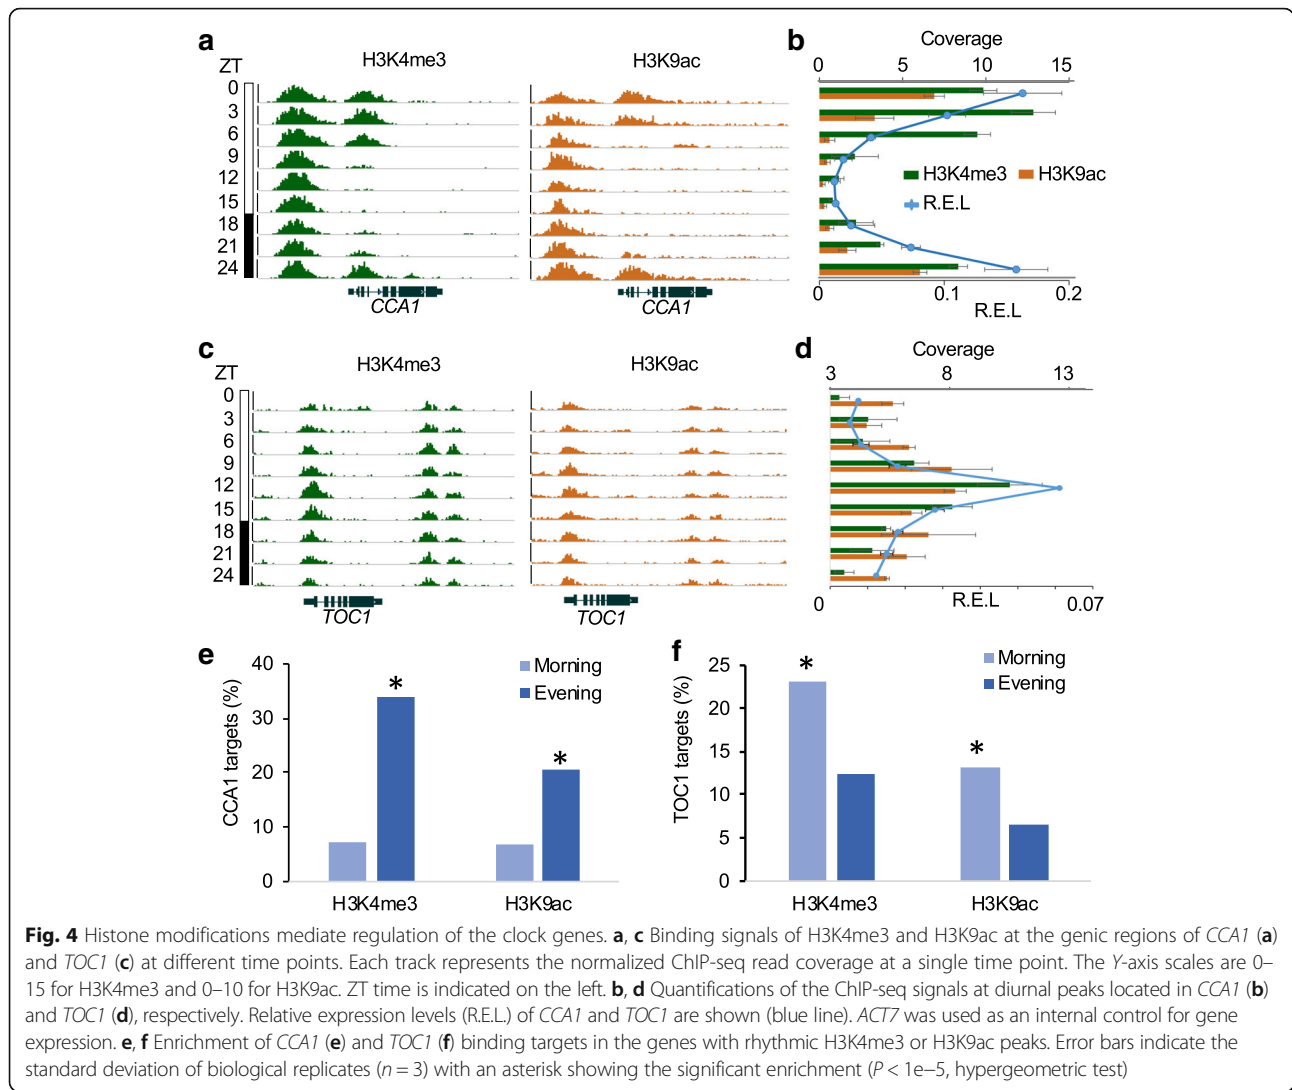 a
H3K4me3
H3K9ac
ZT
0
3
6
9
12
15
18
21
24
CCA1
CCA1
b
Coverage
0 5 10 15
H3K4me3 H3K9ac
R.E.L
0 0.1 0.2
R.E.L
c
H3K4me3
H3K9ac
ZT
0
3
6
9
12
15
18
21
24
TOC1
TOC1
d
Coverage
3 8 13
0 R.E.L 0.07
e
CCA1 targets (%)
40
30
20
10
0
Morning
Evening
*
*
H3K4me3 H3K9ac
f
TOC1 targets (%)
25
20
15
10
5
0
Morning
Evening
*
*
H3K4me3 H3K9ac
Fig. 4 Histone modifications mediate regulation of the clock genes. a, c Binding signals of H3K4me3 and H3K9ac at the genic regions of CCA1 (a)
and TOC1 (c) at different time points. Each track represents the normalized ChIP-seq read coverage at a single time point. The Y-axis scales are 0–
15 for H3K4me3 and 0–10 for H3K9ac. ZT time is indicated on the left. b, d Quantifications of the ChIP-seq signals at diurnal peaks located in CCA1 (b)
and TOC1 (d), respectively. Relative expression levels (R.E.L.) of CCA1 and TOC1 are shown (blue line). ACT7 was used as an internal control for gene
expression. e, f Enrichment of CCA1 (e) and TOC1 (f) binding targets in the genes with rhythmic H3K4me3 or H3K9ac peaks. Error bars indicate the
standard deviation of biological replicates (n = 3) with an asterisk showing the significant enrichment (P < 1e−5, hypergeometric test)